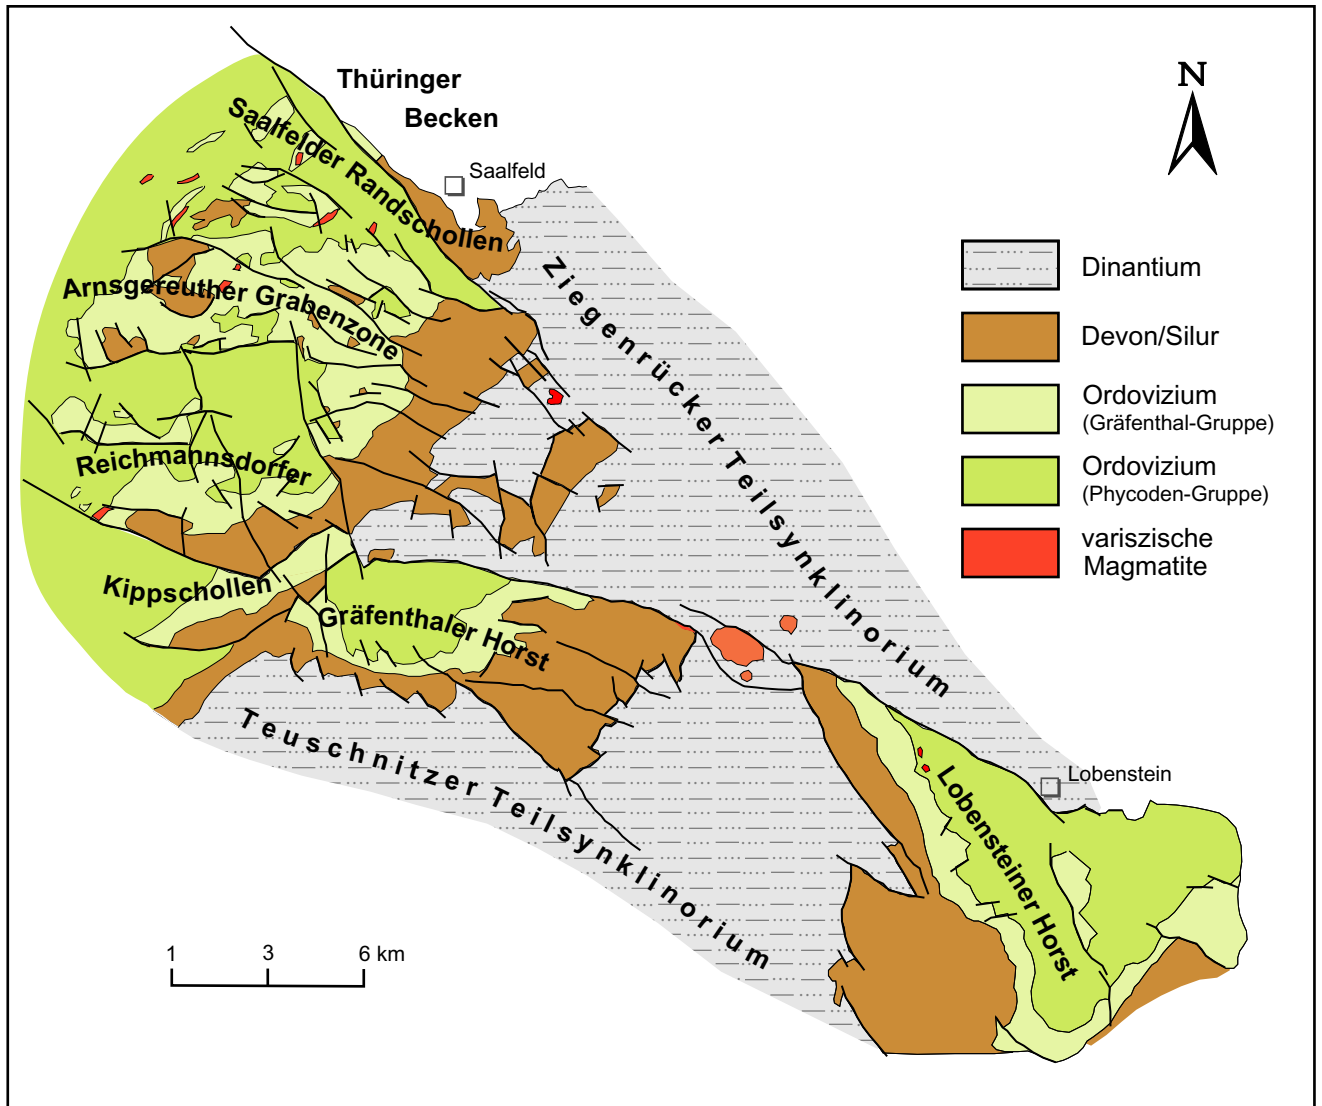 Thüringer
Becken
N
Saalfelder Randschollen
Saalfeld
Arnsgereuther Grabenzone
Ziegenrücker Teilsynklinorium
Dinantium
Devon/Silur
Ordovizium
(Gräfenthal-Gruppe)
Ordovizium
(Phycoden-Gruppe)
variszische
Magmatite
Reichmannsdorfer
Kippschollen
Gräfenthaler Horst
Teuschnitzer Teilsynklinorium
Lobenstein
Lobensteiner Horst
1 3 6 km